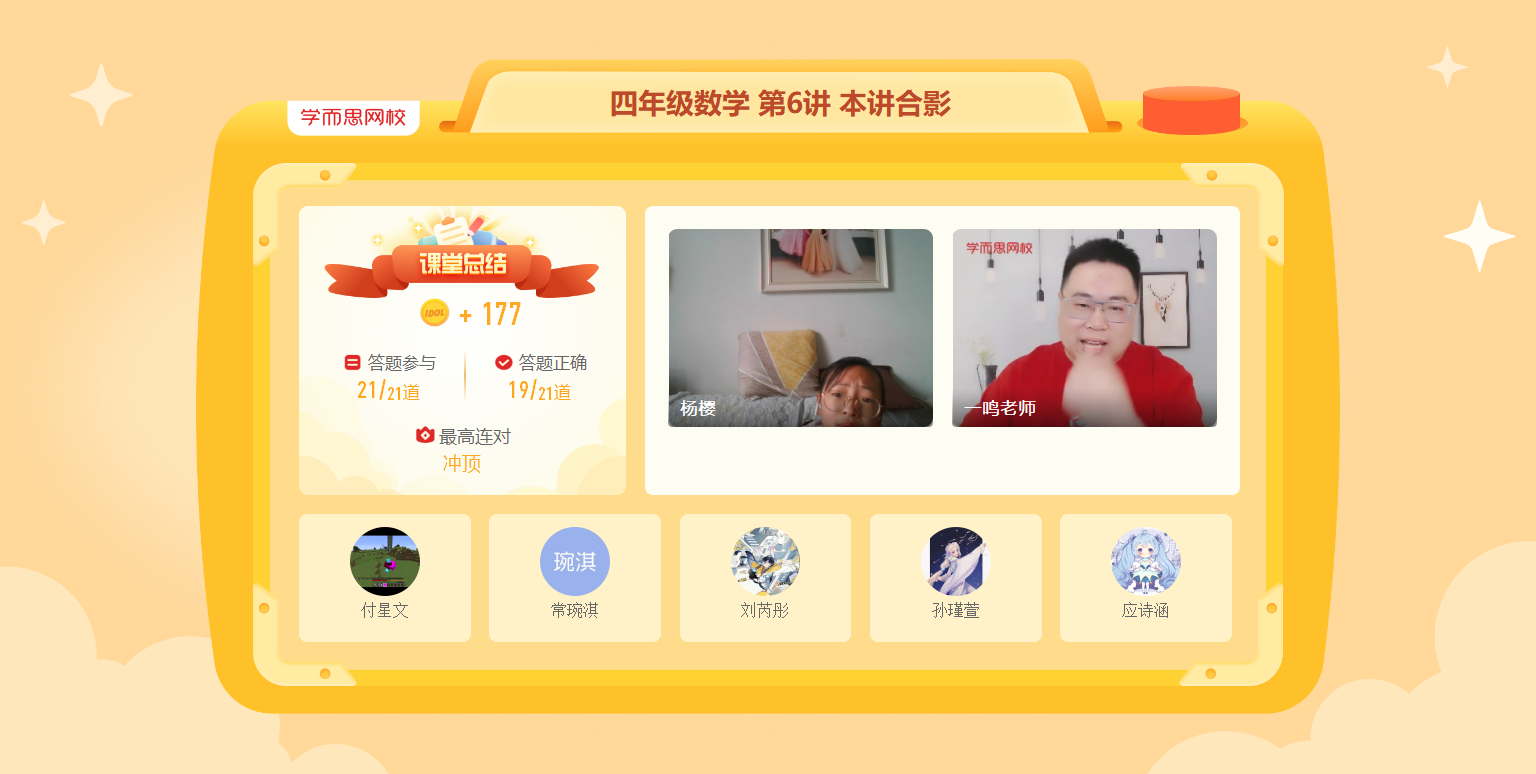 四年级数学 第6讲 本讲合影
学而思网校
课堂总结
IDOL + 177
答题参与
21/21道
答题正确
19/21道
最高连对
冲顶
杨樱
学而思网校
一鸣老师
付星文
琬淇
常琬淇
刘芮彤
孙瑾萱
应诗涵